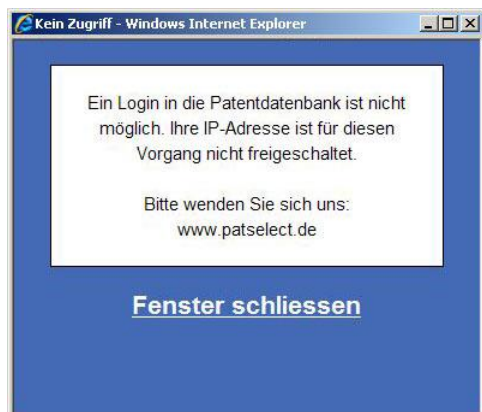 Kein Zugriff - Windows Internet Explorer
Ein Login in die Patentdatenbank ist nicht
möglich. Ihre IP-Adresse ist für diesen
Vorgang nicht freigeschaltet.
Bitte wenden Sie sich uns:
www.patselect.de
Fenster schliessen